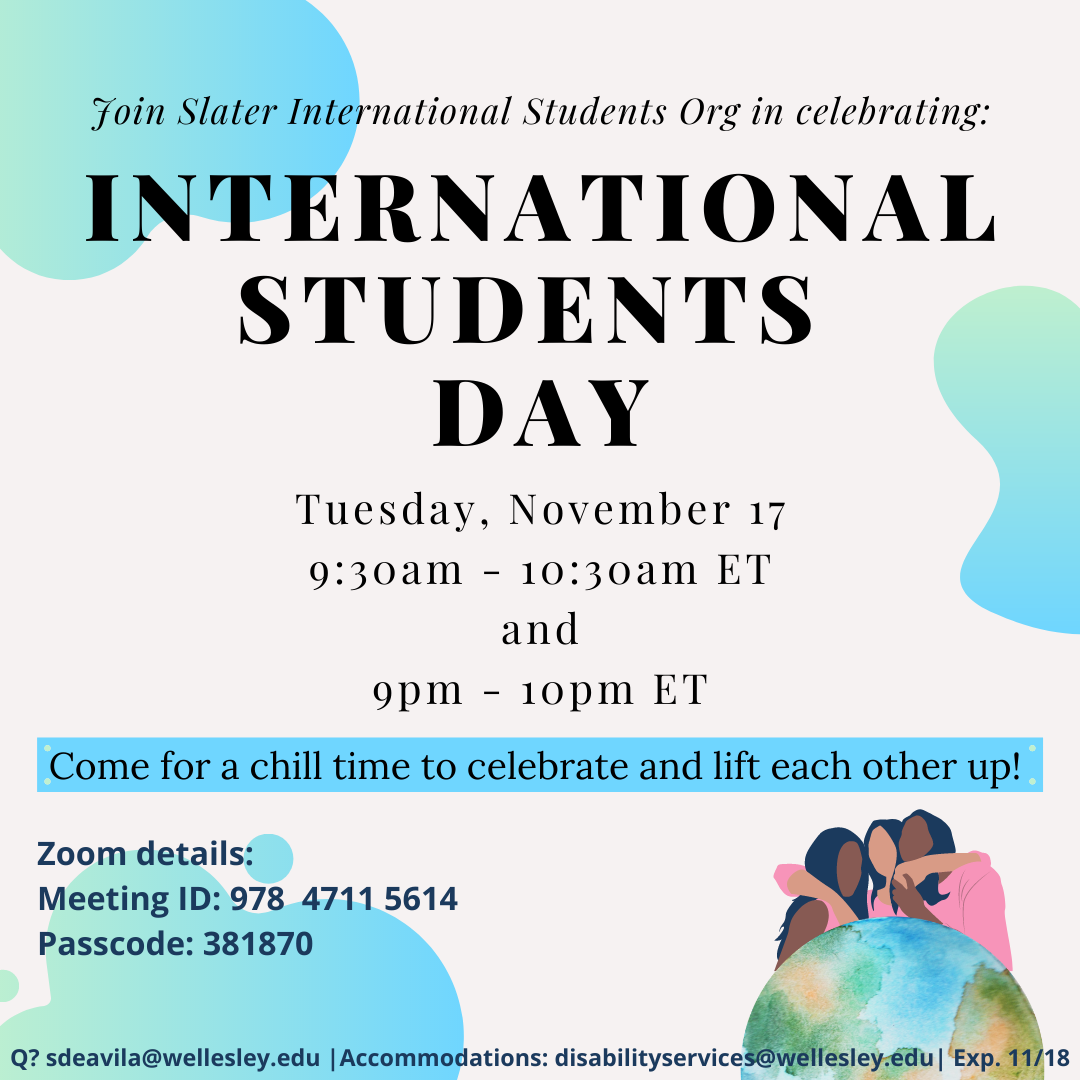 Join Slater International Students Org in celebrating:
INTERNATIONAL
STUDENTS
DAY
Tuesday, November 17
9:30am - 10:30am ET
and
9pm - 10pm ET
Come for a chill time to celebrate and lift each other up!
Zoom details:
Meeting ID: 978 4711 5614
Passcode: 381870
Q? sdeavila@wellesley.edu |Accommodations: disabilityservices@wellesley.edu| Exp. 11/18